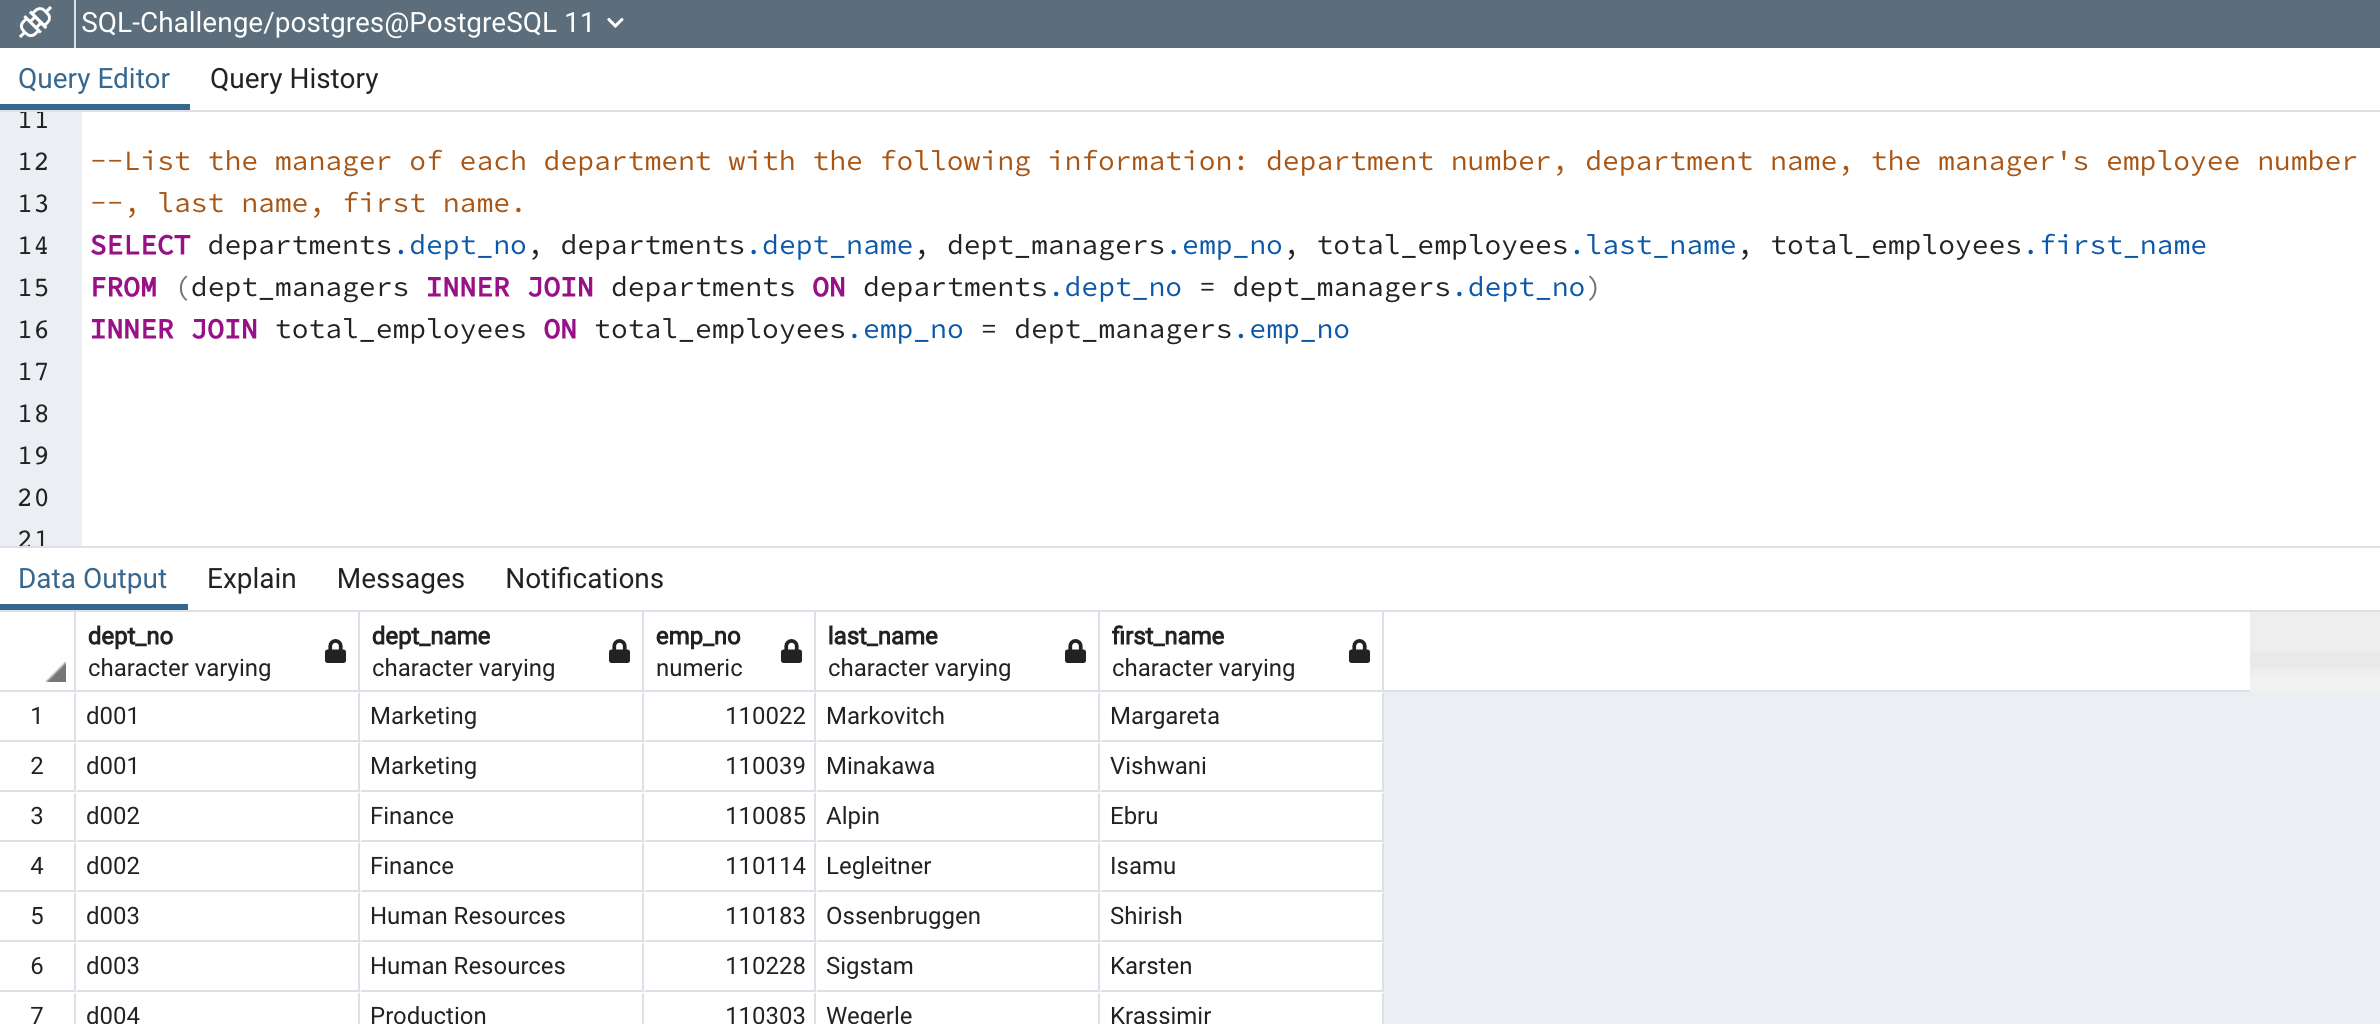 SQL-Challenge/postgres@PostgreSQL 11
Query Editor Query History
11
12 --List the manager of each department with the following information: department number, department name, the manager's employee number
13 --, last name, first name.
14 SELECT departments.dept_no, departments.dept_name, dept_managers.emp_no, total_employees.last_name, total_employees.first_name
15 FROM (dept_managers INNER JOIN departments ON departments.dept_no = dept_managers.dept_no)
16 INNER JOIN total_employees ON total_employees.emp_no = dept_managers.emp_no
17
18
19
20
21
Data Output Explain Messages Notifications
dept_no dept_name emp_no last_name first_name
character varying character varying numeric character varying character varying
1 d001 Marketing 110022 Markovitch Margareta
2 d001 Marketing 110039 Minakawa Vishwani
3 d002 Finance 110085 Alpin Ebru
4 d002 Finance 110114 Legleitner Isamu
5 d003 Human Resources 110183 Ossenbruggen Shirish
6 d003 Human Resources 110228 Sigstam Karsten
7 d004 Production 110303 Wegerle Krassimir